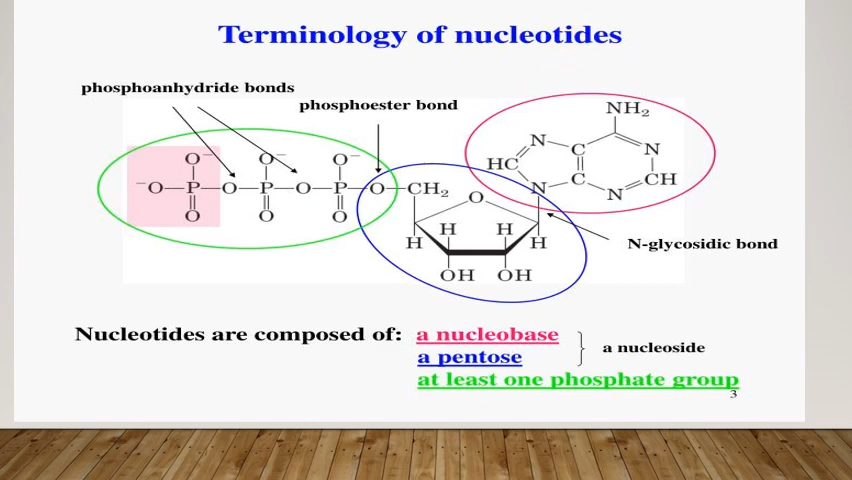 Terminology of nucleotides
phosphoanhydride bonds
phosphoester bond
NH₂
N
N
C
HC
C
CH
N
N
O⁻
O⁻
O⁻
⁻O—P—O—P—O—P—O—CH₂
O
O
O
O
H
H
H
H
OH
OH
N-glycosidic bond
Nucleotides are composed of: a nucleobase
a pentose
a nucleoside
at least one phosphate group
3